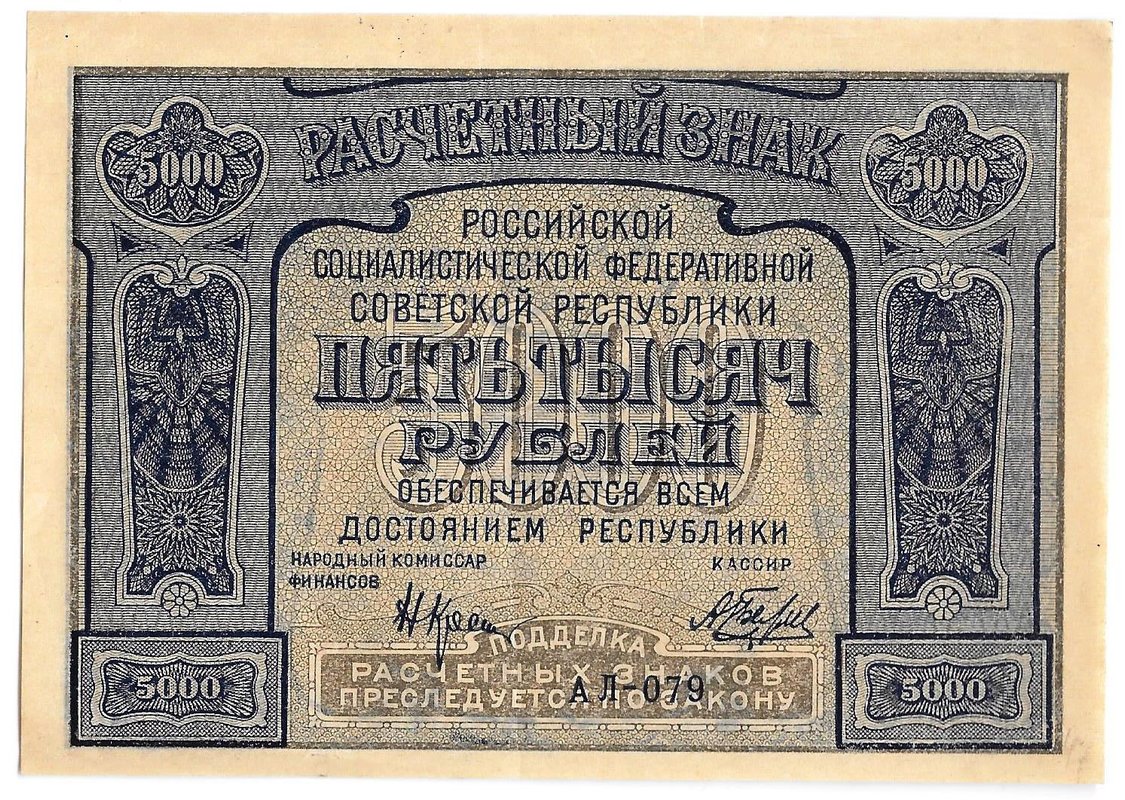 РАСЧЕТНЫЙ ЗНАК
5000 5000
РОССИЙСКОЙ
СОЦИАЛИСТИЧЕСКОЙ ФЕДЕРАТИВНОЙ
СОВЕТСКОЙ РЕСПУБЛИКИ
5000
ПЯТЬ ТЫСЯЧ
РУБЛЕЙ
ОБЕСПЕЧИВАЕТСЯ ВСЕМ
ДОСТОЯНИЕМ РЕСПУБЛИКИ
НАРОДНЫЙ КОМИССАР
ФИНАНСОВ
КАССИР
ПОДДЕЛКА
РАСЧЕТНЫХ ЗНАКОВ
ПРЕСЛЕДУЕТСЯ ПО ЗАКОНУ
АЛ-079
5000 5000